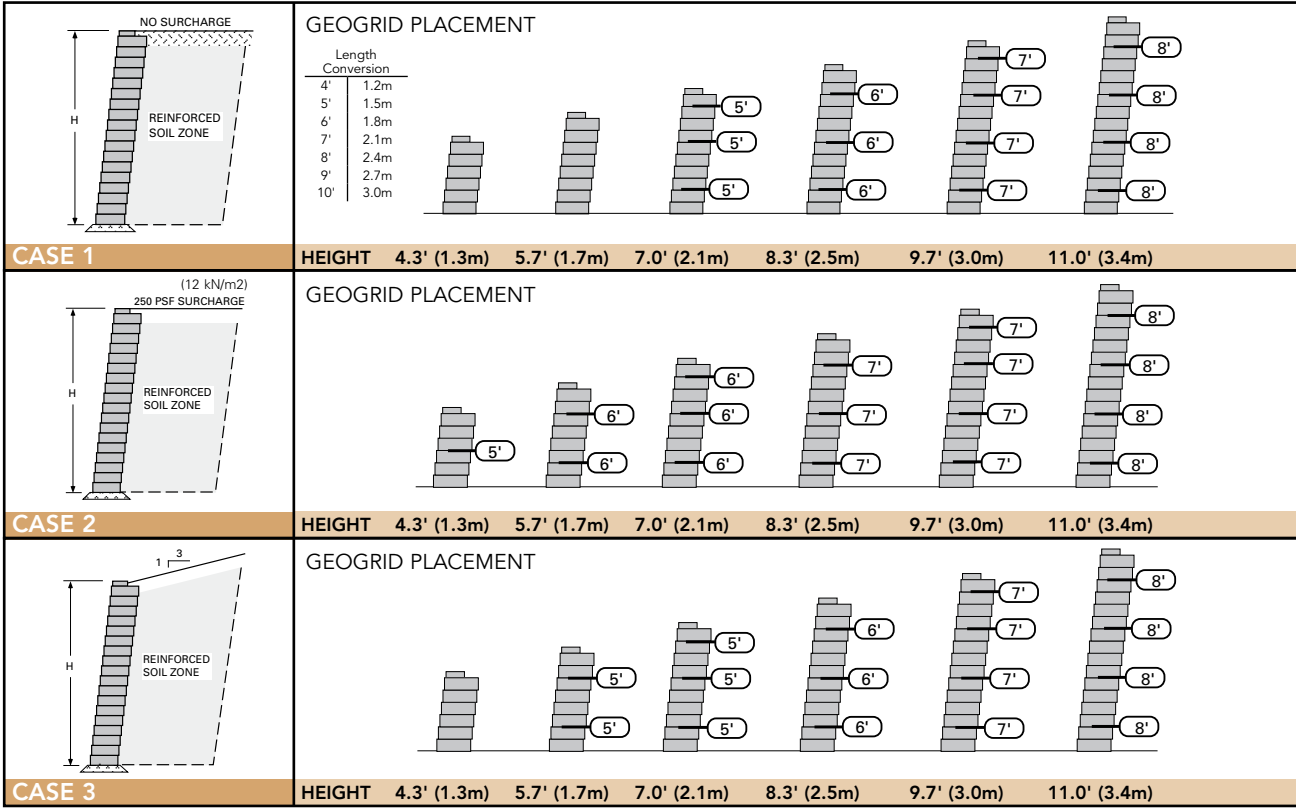 NO SURCHARGE
H
REINFORCED
SOIL ZONE
CASE 1
GEOGRID PLACEMENT
Length
Conversion
4' 1.2m
5' 1.5m
6' 1.8m
7' 2.1m
8' 2.4m
9' 2.7m
10' 3.0m
5'
5'
5'
6'
6'
6'
7'
7'
7'
7'
8'
8'
8'
8'
HEIGHT 4.3' (1.3m) 5.7' (1.7m) 7.0' (2.1m) 8.3' (2.5m) 9.7' (3.0m) 11.0' (3.4m)
(12 kN/m2)
250 PSF SURCHARGE
H
REINFORCED
SOIL ZONE
CASE 2
GEOGRID PLACEMENT
5'
6'
6'
6'
6'
6'
7'
7'
7'
7'
7'
7'
7'
8'
8'
8'
8'
HEIGHT 4.3' (1.3m) 5.7' (1.7m) 7.0' (2.1m) 8.3' (2.5m) 9.7' (3.0m) 11.0' (3.4m)
3
1
H
REINFORCED
SOIL ZONE
CASE 3
GEOGRID PLACEMENT
5'
5'
5'
5'
5'
6'
6'
6'
7'
7'
7'
7'
8'
8'
8'
8'
HEIGHT 4.3' (1.3m) 5.7' (1.7m) 7.0' (2.1m) 8.3' (2.5m) 9.7' (3.0m) 11.0' (3.4m)